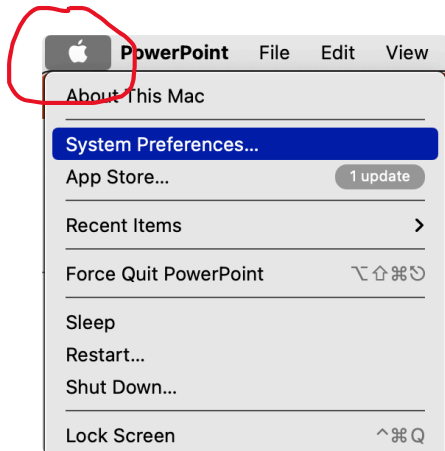 PowerPoint File Edit View
About This Mac
System Preferences...
App Store... 1 update
Recent Items
Force Quit PowerPoint ⌥⇧⌘⎋
Sleep
Restart...
Shut Down...
Lock Screen ^⌘Q